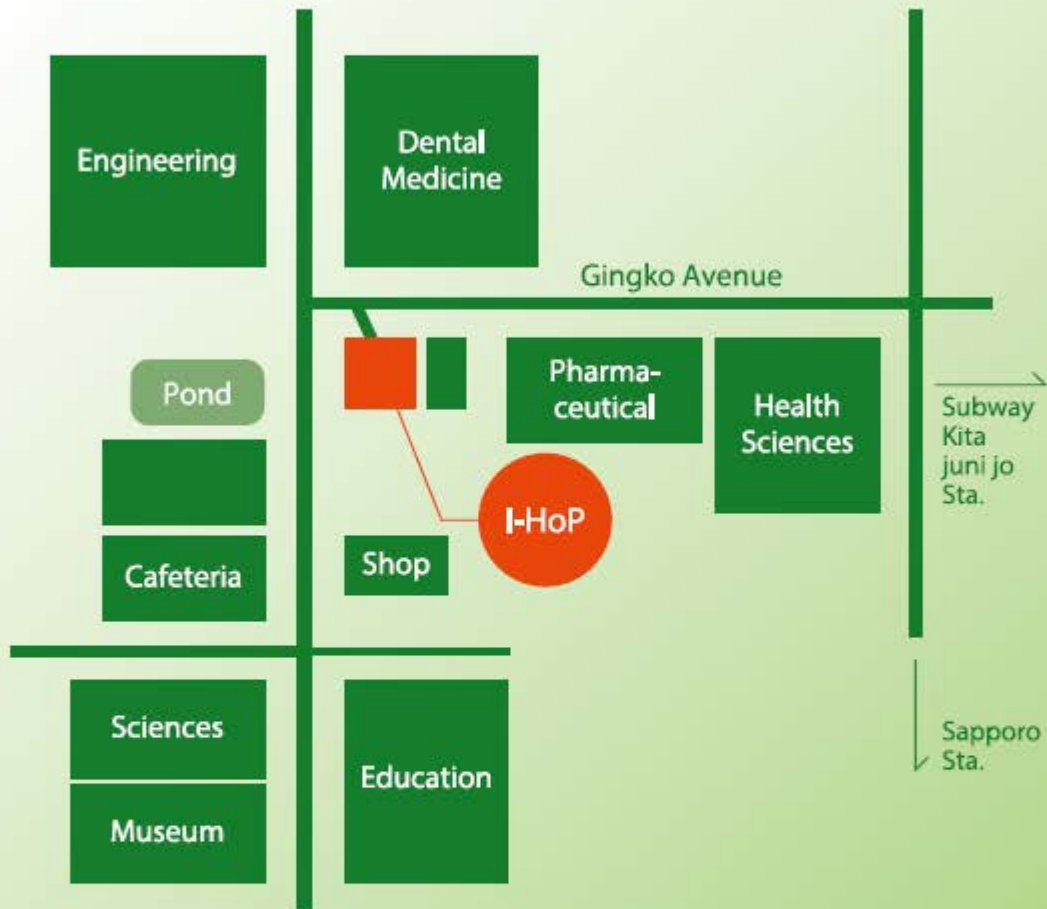 Engineering
Dental
Medicine
Gingko Avenue
Pond
Pharma-
ceutical
Health
Sciences
Subway
Kita
juni jo
Sta.
I-HoP
Cafeteria
Shop
Sciences
Museum
Education
Sapporo
Sta.